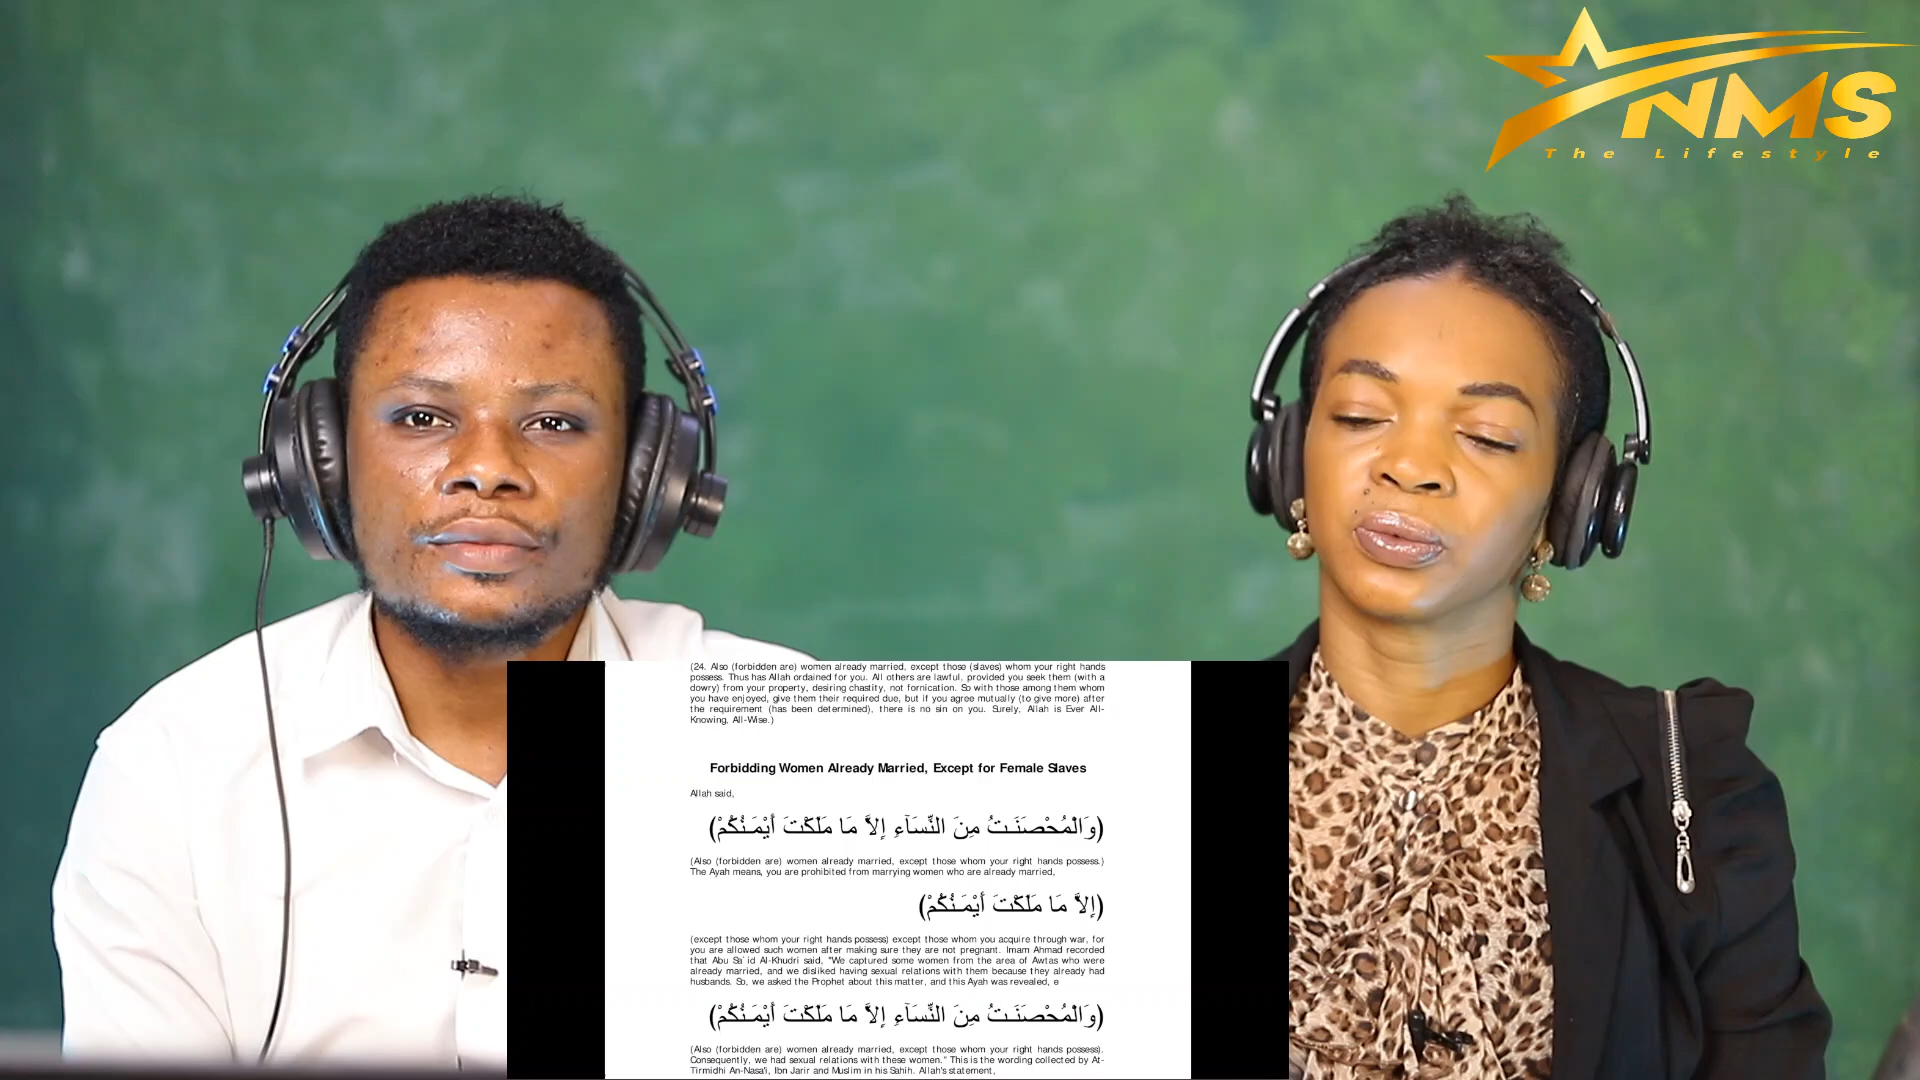 NMS
The Lifestyle
(24. Also (forbidden are) women already married, except those (slaves) whom your right hands
possess. Thus has Allah ordained for you. All others are lawful, provided you seek them (with a
dowry) from your property, desiring chastity, not fornication. So with those among them whom
you have enjoyed, give them their required due, but if you agree mutually (to give more) after
the requirement (has been determined), there is no sin on you. Surely, Allah is Ever All-
Knowing, All-Wise.)
Forbidding Women Already Married, Except for Female Slaves
Allah said,
(وَالْمُحْصَنَـتُ مِنَ النِّسَآءِ إِلاَّ مَا مَلَكْتَ أَيْمَـنُكُمْ)
(Also (forbidden are) women already married, except those whom your right hands possess.)
The Ayah means, you are prohibited from marrying women who are already married,
(إِلاَّ مَا مَلَكْتَ أَيْمَـنُكُمْ)
(except those whom your right hands possess) except those whom you acquire through war, for
you are allowed such women after making sure they are not pregnant. Imam Ahmad recorded
that Abu Sa`id Al-Khudri said, "We captured some women from the area of Awtas who were
already married, and we disliked having sexual relations with them because they already had
husbands. So, we asked the Prophet about this matter, and this Ayah was revealed, e
(وَالْمُحْصَنَـتُ مِنَ النِّسَآءِ إِلاَّ مَا مَلَكْتَ أَيْمَـنُكُمْ)
(Also (forbidden are) women already married, except those whom your right hands possess).
Consequently, we had sexual relations with these women." This is the wording collected by At-
Tirmidhi An-Nasa'i, Ibn Jarir and Muslim in his Sahih. Allah's statement,